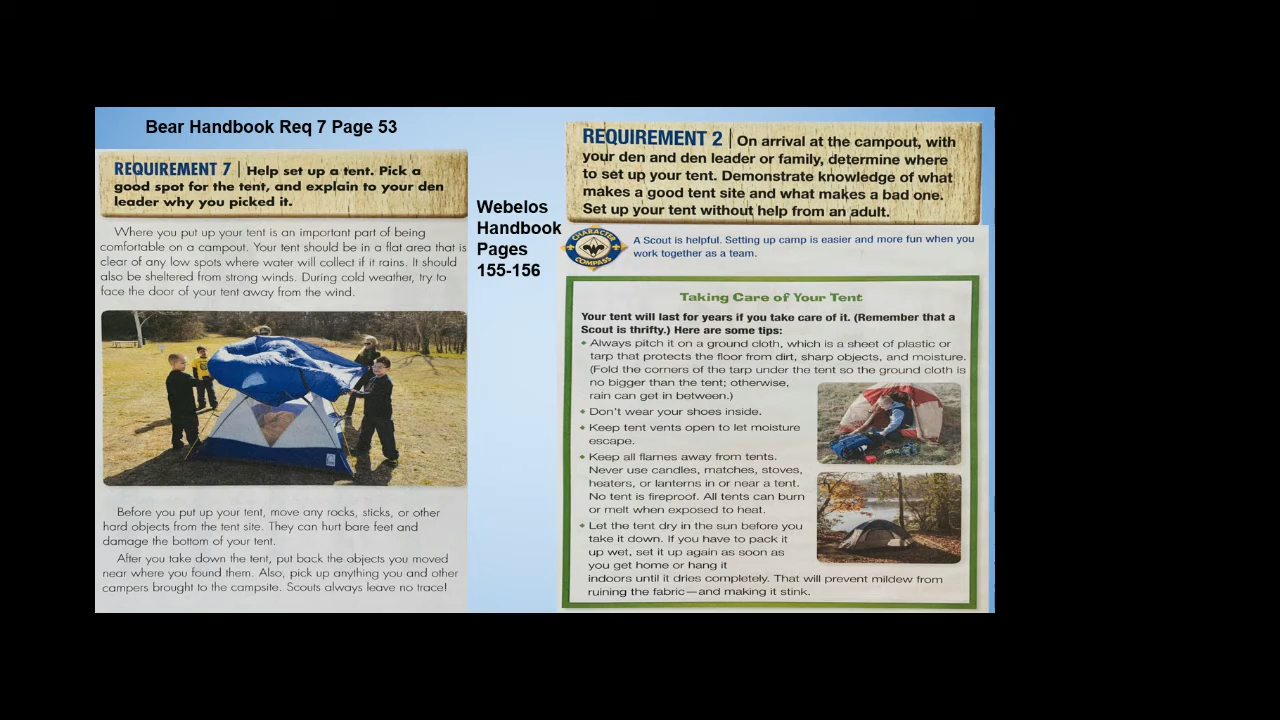 Bear Handbook Req 7 Page 53
REQUIREMENT 7 | Help set up a tent. Pick a
good spot for the tent, and explain to your den
leader why you picked it.
Where you put up your tent is an important part of being
comfortable on a campout. Your tent should be in a flat area that is
clear of any low spots where water will collect if it rains. It should
also be sheltered from strong winds. During cold weather, try to
face the door of your tent away from the wind.
Before you put up your tent, move any rocks, sticks, or other
hard objects from the tent site. They can hurt bare feet and
damage the bottom of your tent.
After you take down the tent, put back the objects you moved
near where you found them. Also, pick up anything you and other
campers brought to the campsite. Scouts always leave no trace!
Webelos
Handbook
Pages
155-156
REQUIREMENT 2 | On arrival at the campout, with
your den and den leader or family, determine where
to set up your tent. Demonstrate knowledge of what
makes a good tent site and what makes a bad one.
Set up your tent without help from an adult.
CHARACTER
COMPASS
A Scout is helpful. Setting up camp is easier and more fun when you
work together as a team.
Taking Care of Your Tent
Your tent will last for years if you take care of it. (Remember that a
Scout is thrifty.) Here are some tips:
• Always pitch it on a ground cloth, which is a sheet of plastic or
tarp that protects the floor from dirt, sharp objects, and moisture.
(Fold the corners of the tarp under the tent so the ground cloth is
no bigger than the tent; otherwise,
rain can get in between.)
• Don't wear your shoes inside.
• Keep tent vents open to let moisture
escape.
• Keep all flames away from tents.
Never use candles, matches, stoves,
heaters, or lanterns in or near a tent.
No tent is fireproof. All tents can burn
or melt when exposed to heat.
• Let the tent dry in the sun before you
take it down. If you have to pack it
up wet, set it up again as soon as
you get home or hang it
indoors until it dries completely. That will prevent mildew from
ruining the fabric—and making it stink.